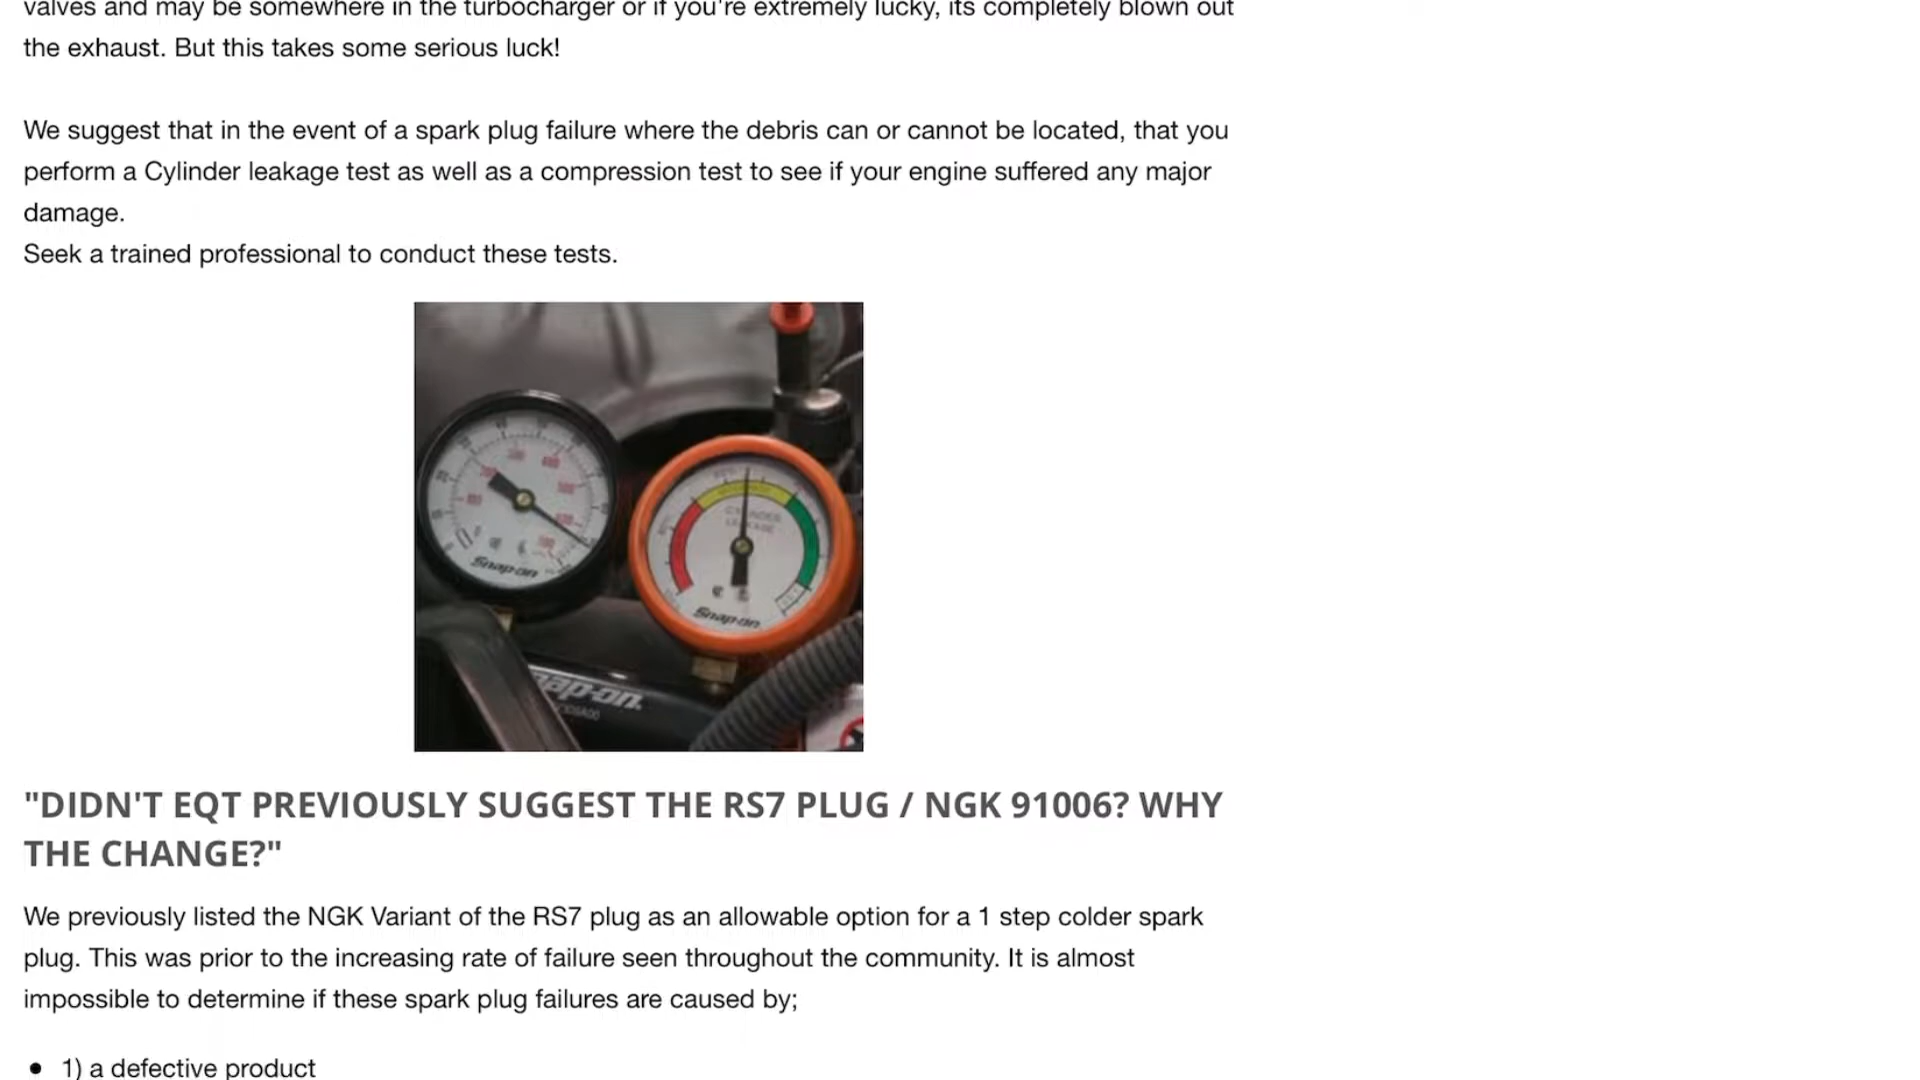 valves and may be somewhere in the turbocharger or if you're extremely lucky, its completely blown out
the exhaust. But this takes some serious luck!
We suggest that in the event of a spark plug failure where the debris can or cannot be located, that you
perform a Cylinder leakage test as well as a compression test to see if your engine suffered any major
damage.
Seek a trained professional to conduct these tests.
CYLINDER
LEAKAGE
Snap-on
Snap-on
ap-on.
"DIDN'T EQT PREVIOUSLY SUGGEST THE RS7 PLUG / NGK 91006? WHY
THE CHANGE?"
We previously listed the NGK Variant of the RS7 plug as an allowable option for a 1 step colder spark
plug. This was prior to the increasing rate of failure seen throughout the community. It is almost
impossible to determine if these spark plug failures are caused by;
1) a defective product